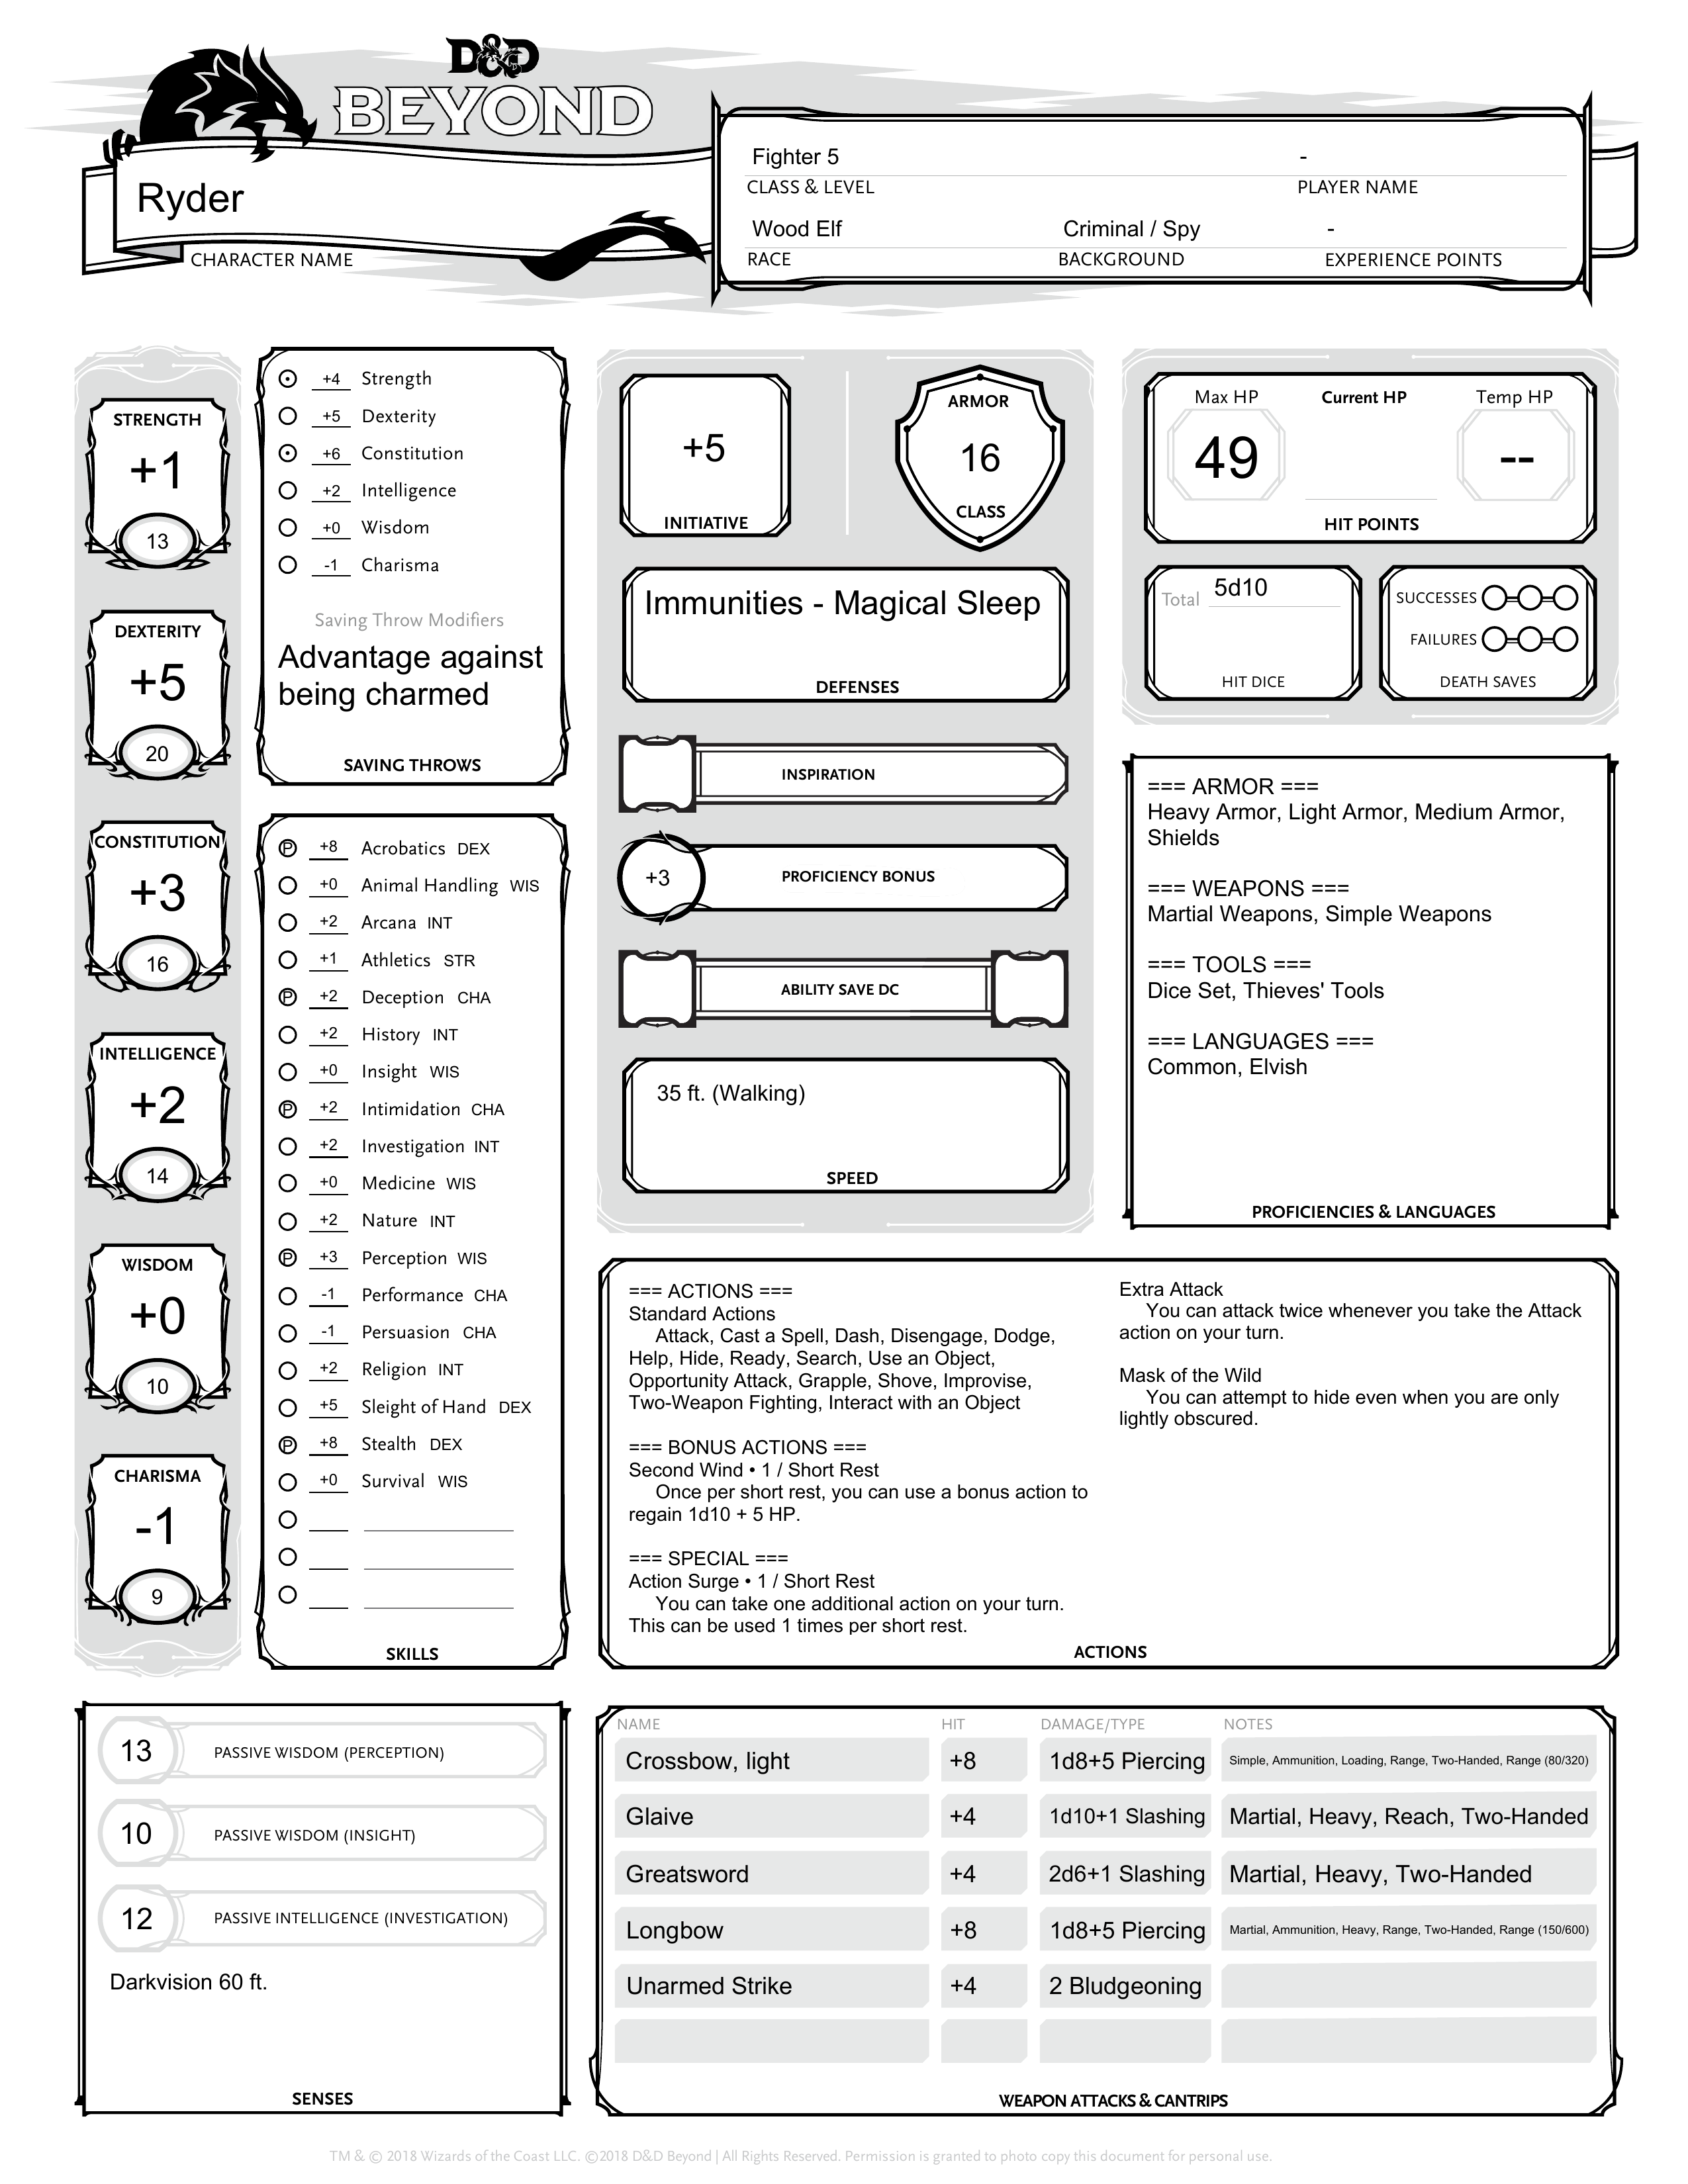 D&D
BEYOND
Ryder
CHARACTER NAME
Fighter 5 -
CLASS & LEVEL PLAYER NAME
Wood Elf Criminal / Spy -
RACE BACKGROUND EXPERIENCE POINTS
STRENGTH
+1
13
DEXTERITY
+5
20
CONSTITUTION
+3
16
INTELLIGENCE
+2
14
WISDOM
+0
10
CHARISMA
-1
9
+4 Strength
+5 Dexterity
+6 Constitution
+2 Intelligence
+0 Wisdom
-1 Charisma
Saving Throw Modifiers
Advantage against
being charmed
SAVING THROWS
P +8 Acrobatics DEX
+0 Animal Handling WIS
+2 Arcana INT
+1 Athletics STR
P +2 Deception CHA
+2 History INT
+0 Insight WIS
P +2 Intimidation CHA
+2 Investigation INT
+0 Medicine WIS
+2 Nature INT
P +3 Perception WIS
-1 Performance CHA
-1 Persuasion CHA
+2 Religion INT
+5 Sleight of Hand DEX
P +8 Stealth DEX
+0 Survival WIS
SKILLS
+5
INITIATIVE
ARMOR
16
CLASS
Immunities - Magical Sleep
DEFENSES
INSPIRATION
+3 PROFICIENCY BONUS
ABILITY SAVE DC
35 ft. (Walking)
SPEED
Max HP Current HP Temp HP
49 --
HIT POINTS
Total 5d10
HIT DICE
SUCCESSES
FAILURES
DEATH SAVES
=== ARMOR ===
Heavy Armor, Light Armor, Medium Armor,
Shields
=== WEAPONS ===
Martial Weapons, Simple Weapons
=== TOOLS ===
Dice Set, Thieves' Tools
=== LANGUAGES ===
Common, Elvish
PROFICIENCIES & LANGUAGES
=== ACTIONS ===
Standard Actions
Attack, Cast a Spell, Dash, Disengage, Dodge,
Help, Hide, Ready, Search, Use an Object,
Opportunity Attack, Grapple, Shove, Improvise,
Two-Weapon Fighting, Interact with an Object
=== BONUS ACTIONS ===
Second Wind • 1 / Short Rest
Once per short rest, you can use a bonus action to
regain 1d10 + 5 HP.
=== SPECIAL ===
Action Surge • 1 / Short Rest
You can take one additional action on your turn.
This can be used 1 times per short rest.
Extra Attack
You can attack twice whenever you take the Attack
action on your turn.
Mask of the Wild
You can attempt to hide even when you are only
lightly obscured.
ACTIONS
13 PASSIVE WISDOM (PERCEPTION)
10 PASSIVE WISDOM (INSIGHT)
12 PASSIVE INTELLIGENCE (INVESTIGATION)
Darkvision 60 ft.
SENSES
NAME HIT DAMAGE/TYPE NOTES
Crossbow, light +8 1d8+5 Piercing Simple, Ammunition, Loading, Range, Two-Handed, Range (80/320)
Glaive +4 1d10+1 Slashing Martial, Heavy, Reach, Two-Handed
Greatsword +4 2d6+1 Slashing Martial, Heavy, Two-Handed
Longbow +8 1d8+5 Piercing Martial, Ammunition, Heavy, Range, Two-Handed, Range (150/600)
Unarmed Strike +4 2 Bludgeoning
WEAPON ATTACKS & CANTRIPS
TM & © 2018 Wizards of the Coast LLC. ©2018 D&D Beyond | All Rights Reserved. Permission is granted to photo copy this document for personal use.